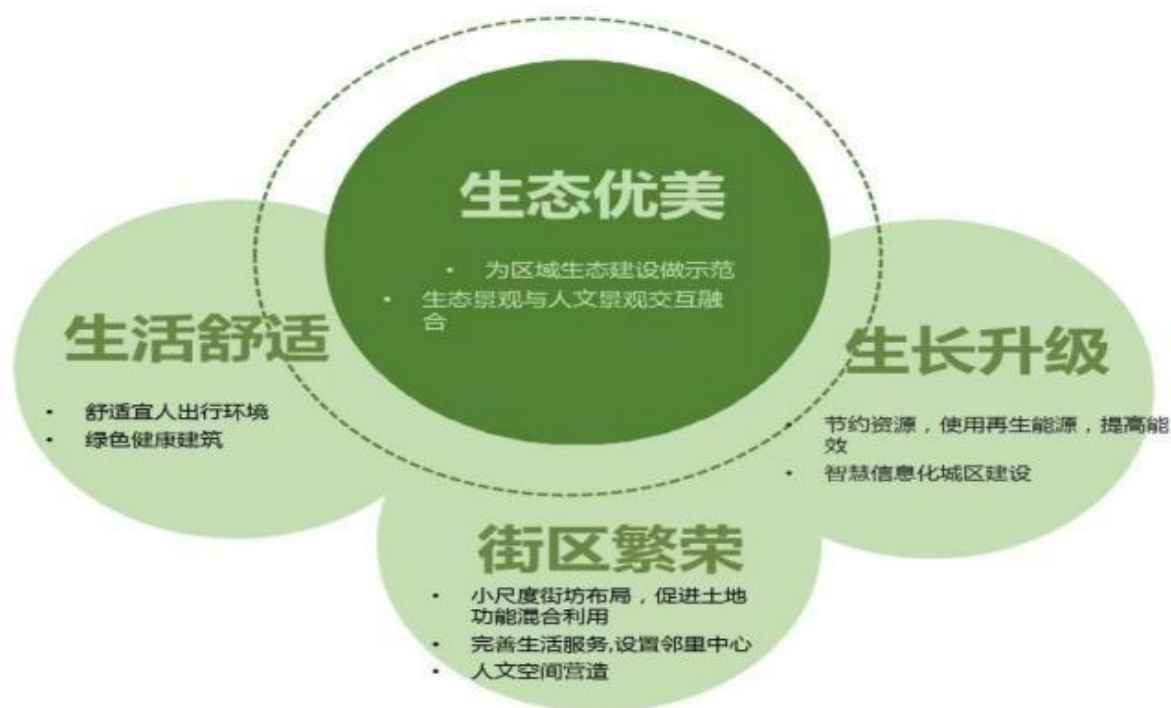 生态优美
• 为区域生态建设做示范
• 生态景观与人文景观交互融
合
生活舒适
• 舒适宜人出行环境
• 绿色健康建筑
生长升级
• 节约资源，使用再生能源，提高能
效
• 智慧信息化城区建设
街区繁荣
• 小尺度街坊布局，促进土地
功能混合利用
• 完善生活服务,设置邻里中心
• 人文空间营造